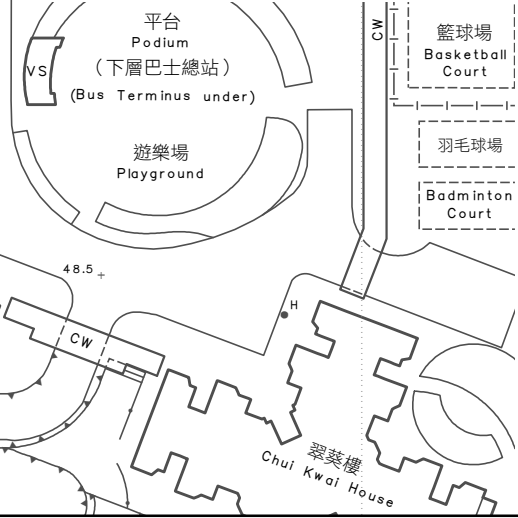 平台
Podium
（下層巴士總站）
(Bus Terminus under)
VS
CW
籃球場
Basketball
Court
遊樂場
Playground
羽毛球場
Badminton
Court
48.5
H
CW
翠葵樓
Chui Kwai House